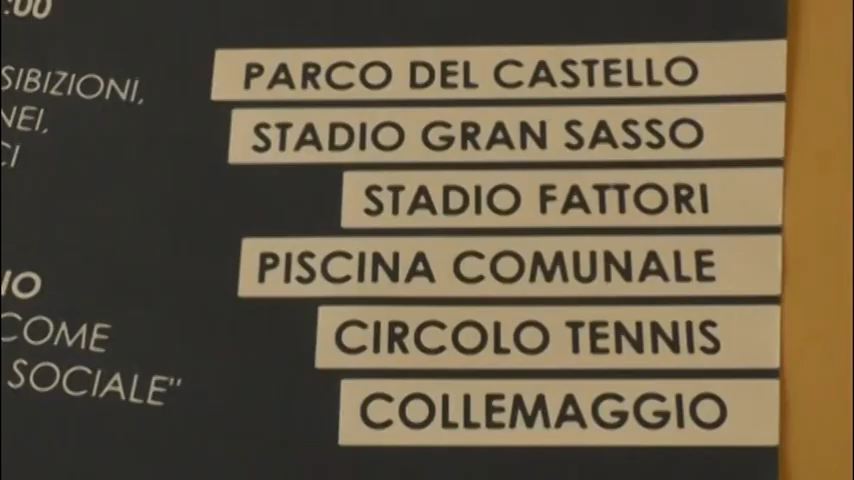 :00
SIBIZIONI,
NEI,
CI
IO
COME
SOCIALE"
PARCO DEL CASTELLO
STADIO GRAN SASSO
STADIO FATTORI
PISCINA COMUNALE
CIRCOLO TENNIS
COLLEMAGGIO